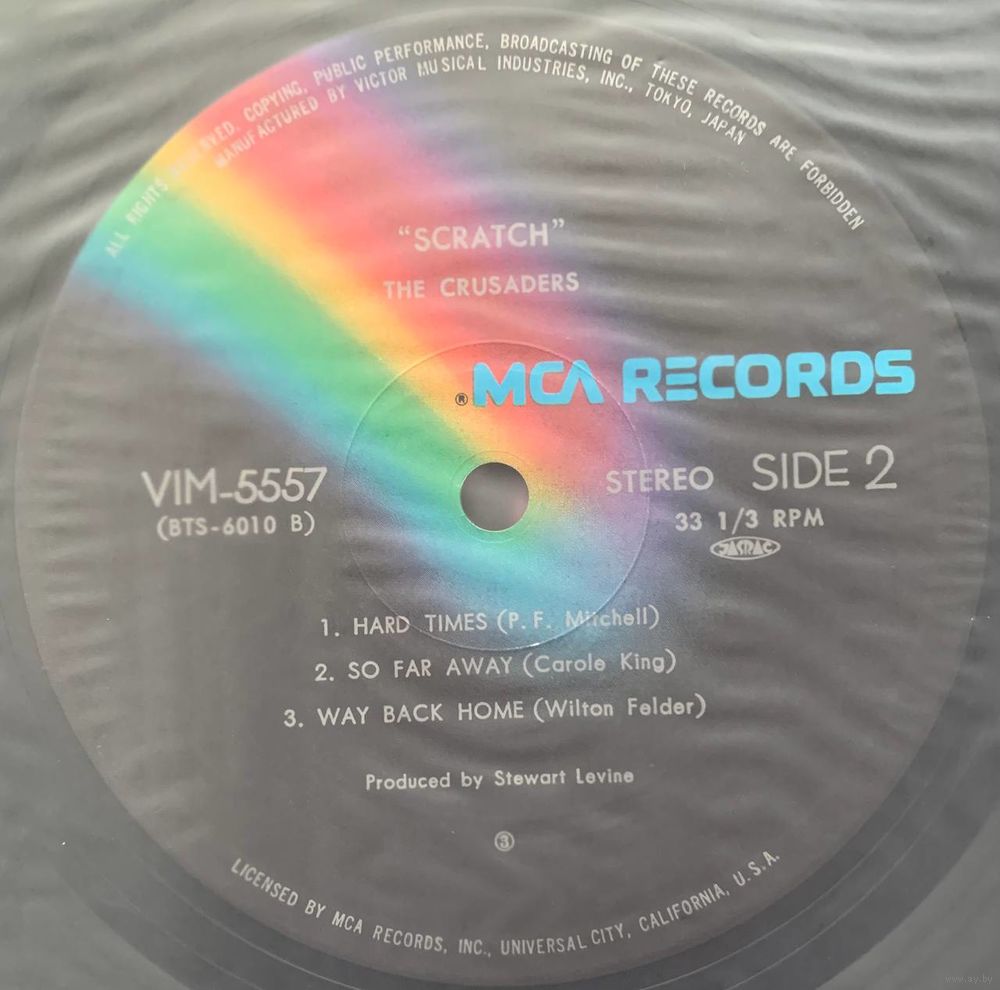 ALL RIGHTS RESERVED. COPYING, PUBLIC PERFORMANCE, BROADCASTING OF THESE RECORDS ARE FORBIDDEN
MANUFACTURED BY VICTOR MUSICAL INDUSTRIES, INC., TOKYO, JAPAN
“SCRATCH”
THE CRUSADERS
® MCA RECORDS
VIM-5557
(BTS-6010 B)
STEREO SIDE 2
33 1/3 RPM
JASRAC
1. HARD TIMES (P. F. Mitchell)
2. SO FAR AWAY (Carole King)
3. WAY BACK HOME (Wilton Felder)
Produced by Stewart Levine
③
LICENSED BY MCA RECORDS, INC., UNIVERSAL CITY, CALIFORNIA, U.S.A.
www.ay.by